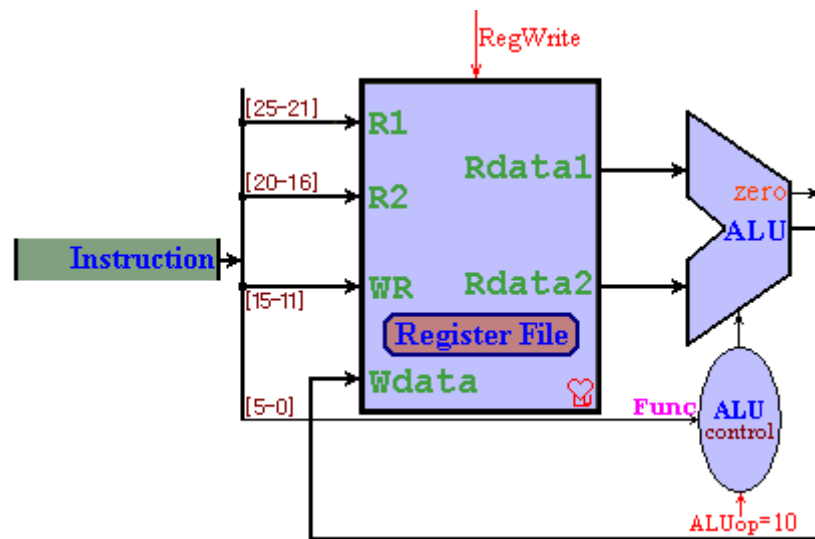 RegWrite
[25-21]
R1
Rdata1
[20-16]
R2
zero
ALU
Instruction
WR
Rdata2
[15-11]
Register File
Wdata
[5-0]
Func
ALU
control
ALUop=10